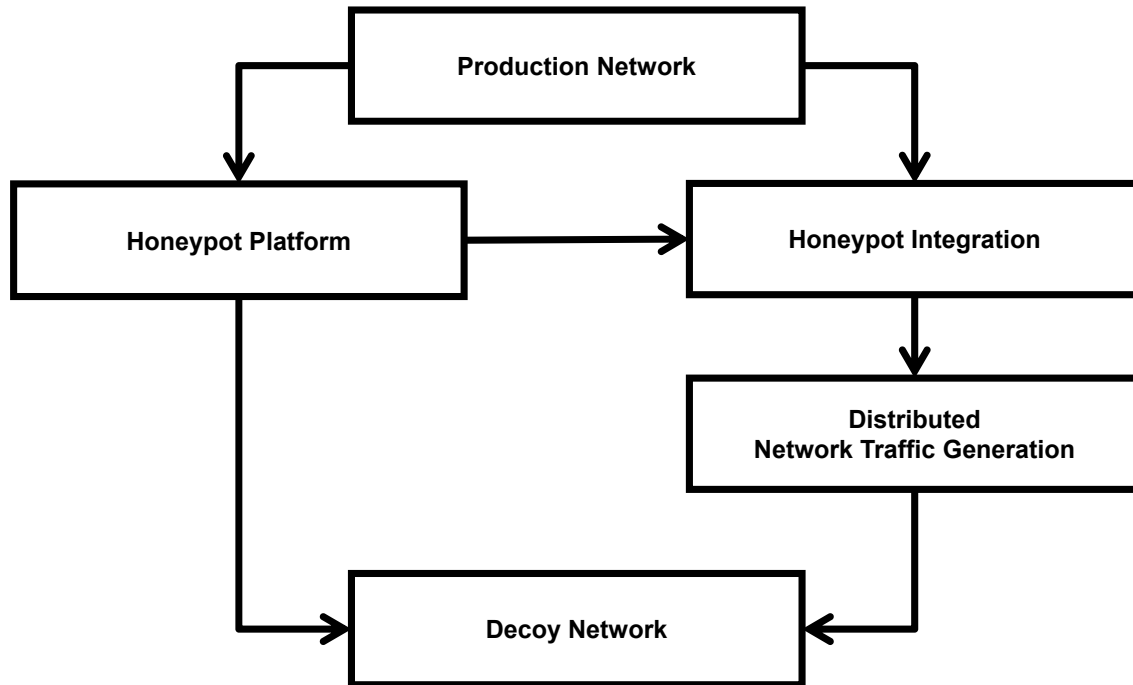 Production Network
Honeypot Platform
Honeypot Integration
Distributed
Network Traffic Generation
Decoy Network